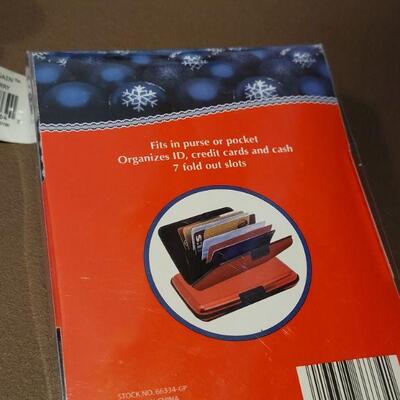 Fits in purse or pocket
Organizes ID, credit cards and cash
7 fold out slots
STOCK NO. 66334-GP
CHINA